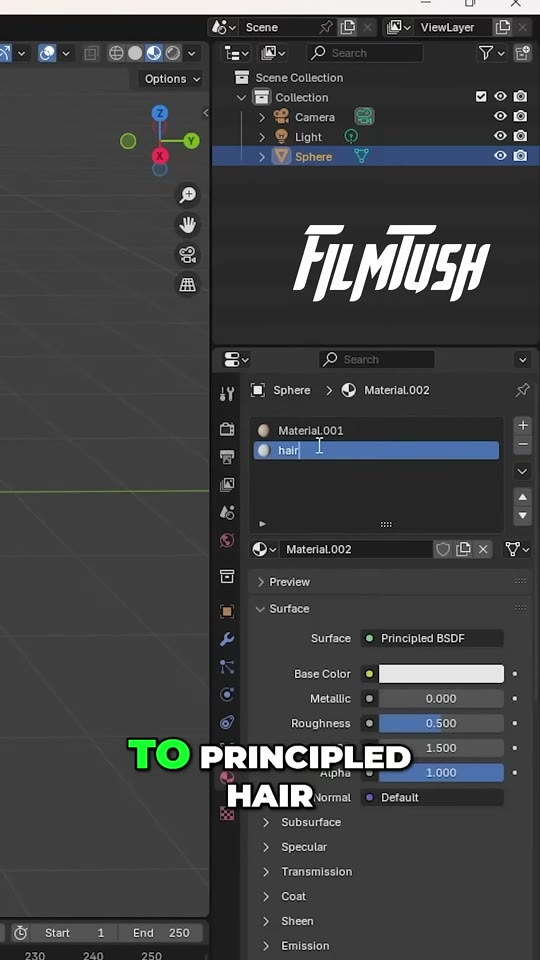 Scene
ViewLayer
Options
Search
Scene Collection
Collection
Camera
Light
Sphere
Z
Y
X
FILMTUSH
Search
Sphere
Material.002
Material.001
hair
Material.002
Preview
Surface
Surface
Principled BSDF
Base Color
Metallic
0.000
Roughness
0.500
1.500
TO PRINCIPLED
HAIR
Alpha
1.000
Normal
Default
Subsurface
Specular
Transmission
Coat
Sheen
Emission
Start 1
End 250
230 240 250